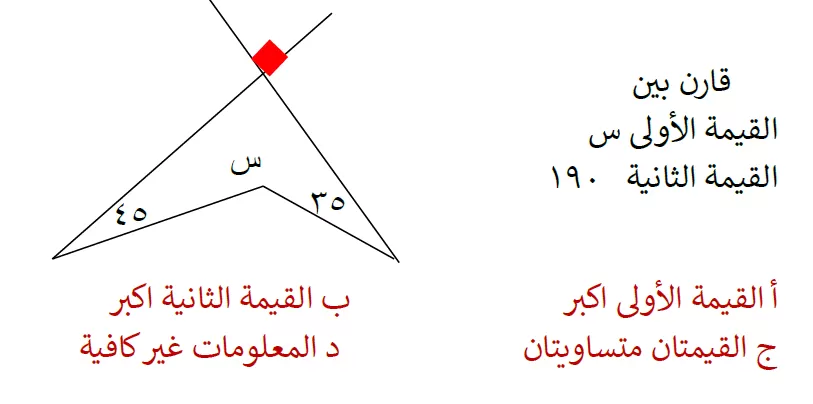 قارن بين
القيمة الأولى س
القيمة الثانية ١٩٠
س
٣٥
٤٥
أ القيمة الأولى اكبر
ب القيمة الثانية اكبر
ج القيمتان متساويتان
د المعلومات غير كافية